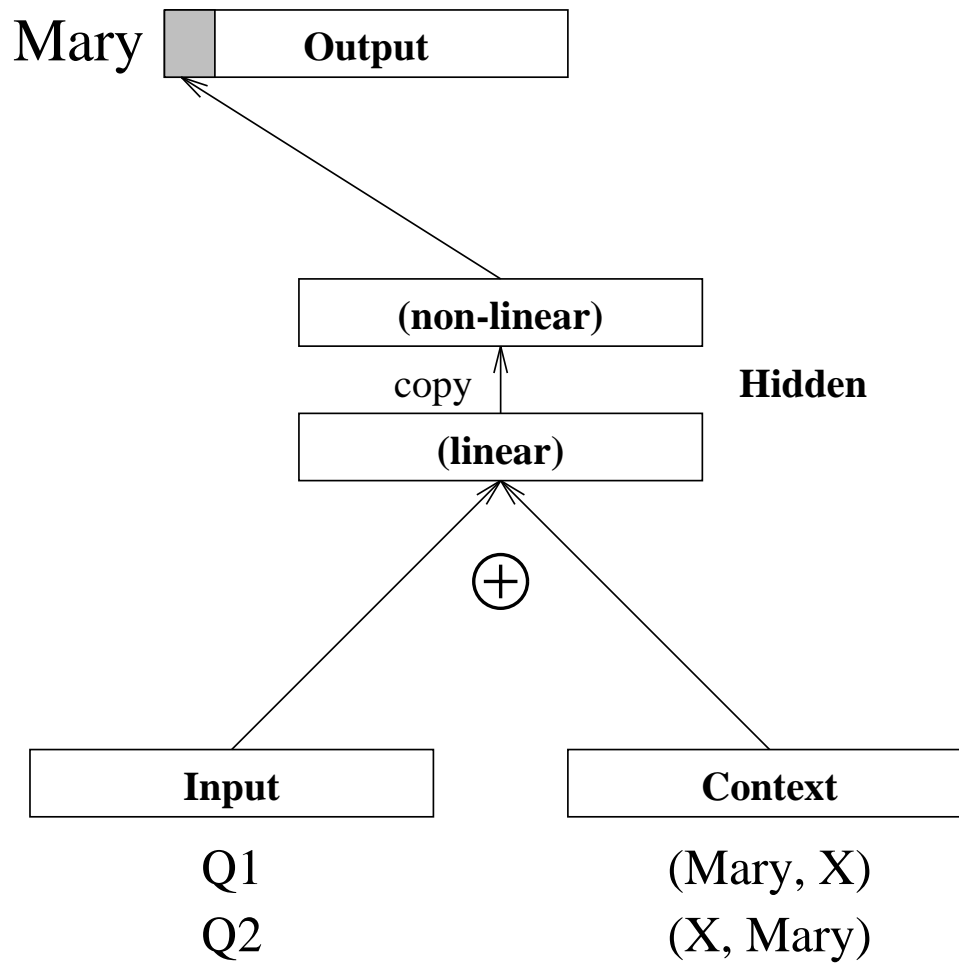 Mary Output
(non-linear)
copy Hidden
(linear)
Input Context
Q1 (Mary, X)
Q2 (X, Mary)